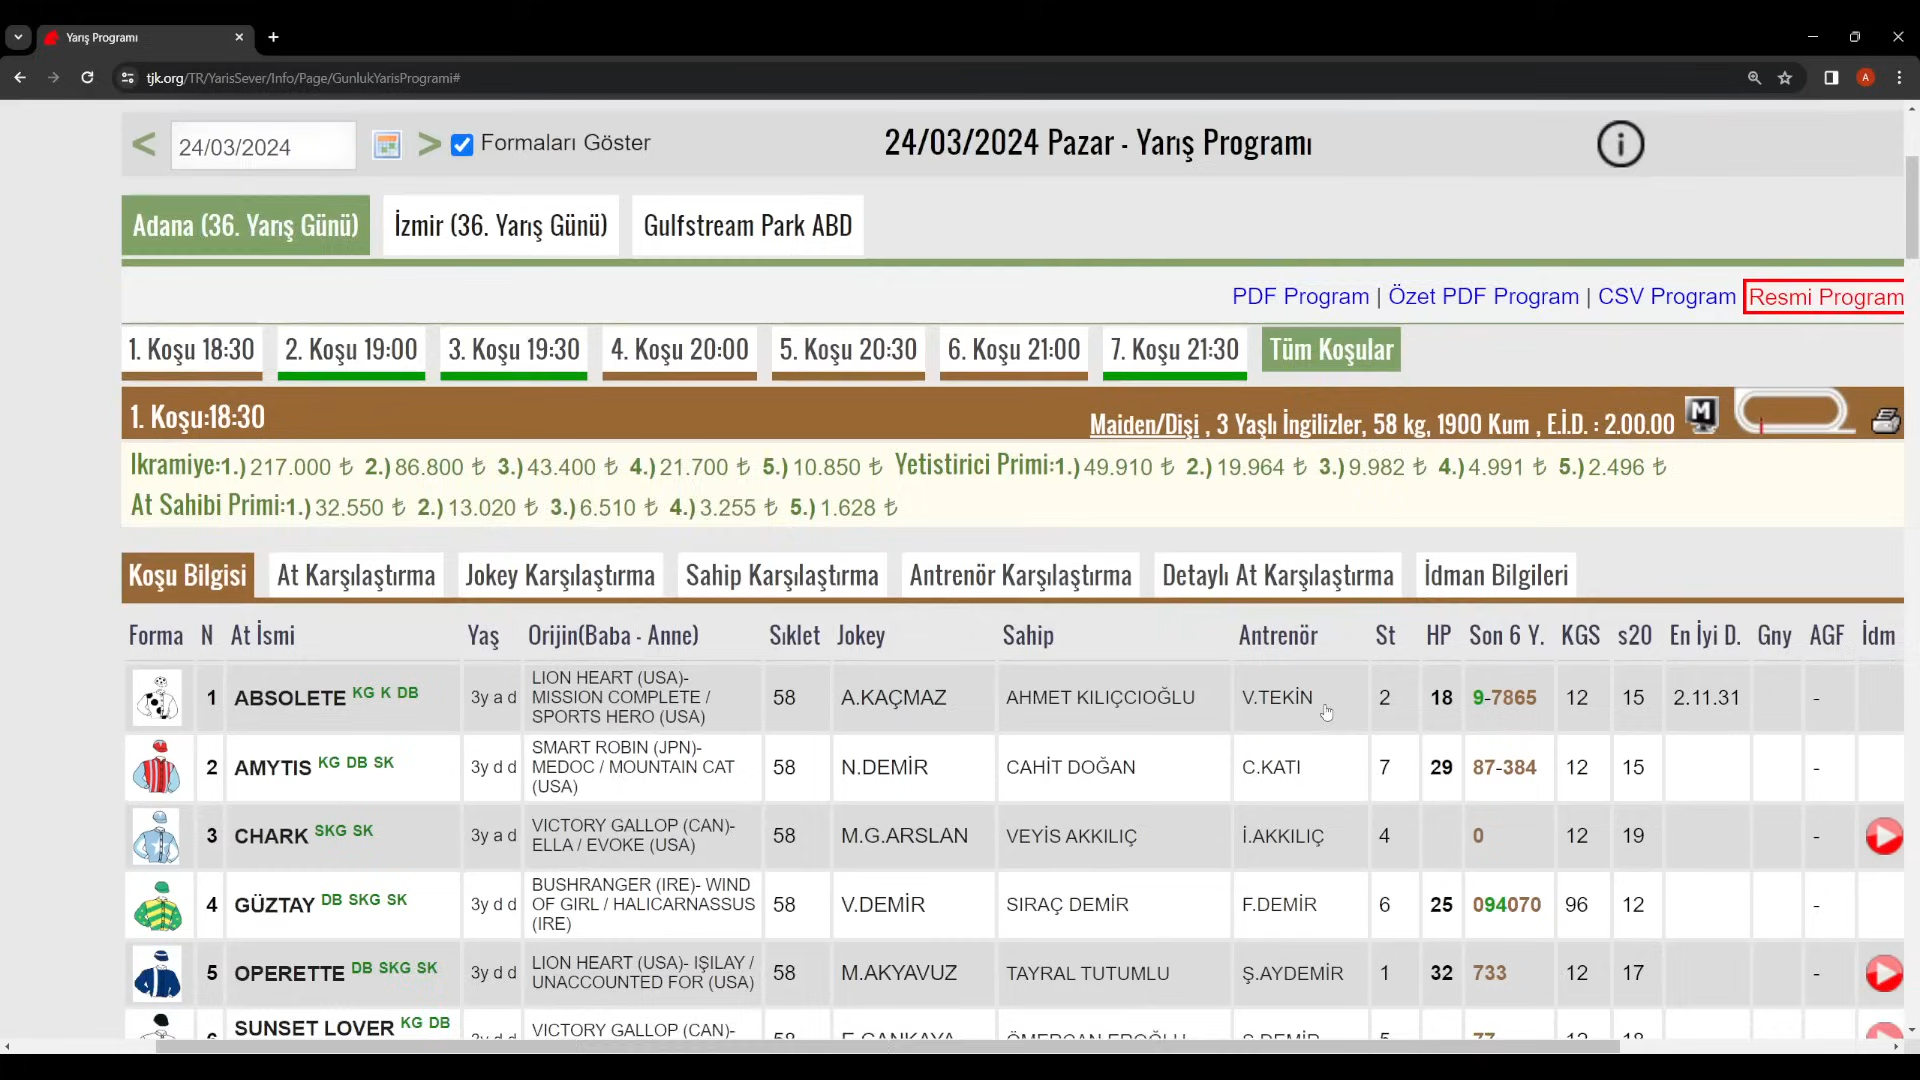 Yarış Programı
tjk.org/TR/YarisSever/Info/Page/GunlukYarisProgrami#
A
24/03/2024
Formaları Göster
24/03/2024 Pazar - Yarış Programı
Adana (36. Yarış Günü)
İzmir (36. Yarış Günü)
Gulfstream Park ABD
PDF Program | Özet PDF Program | CSV Program Resmi Program
1. Koşu 18:30
2. Koşu 19:00
3. Koşu 19:30
4. Koşu 20:00
5. Koşu 20:30
6. Koşu 21:00
7. Koşu 21:30
Tüm Koşular
1. Koşu:18:30
Maiden/Dişi , 3 Yaşlı İngilizler, 58 kg, 1900 Kum , E.İ.D. : 2.00.00
M
Ikramiye:1.) 217.000 ₺ 2.) 86.800 ₺ 3.) 43.400 ₺ 4.) 21.700 ₺ 5.) 10.850 ₺ Yetistirici Primi:1.) 49.910 ₺ 2.) 19.964 ₺ 3.) 9.982 ₺ 4.) 4.991 ₺ 5.) 2.496 ₺
At Sahibi Primi:1.) 32.550 ₺ 2.) 13.020 ₺ 3.) 6.510 ₺ 4.) 3.255 ₺ 5.) 1.628 ₺
Koşu Bilgisi
At Karşılaştırma
Jokey Karşılaştırma
Sahip Karşılaştırma
Antrenör Karşılaştırma
Detaylı At Karşılaştırma
İdman Bilgileri
Forma N At İsmi Yaş Orijin(Baba - Anne) Sıklet Jokey Sahip Antrenör St HP Son 6 Y. KGS s20 En İyi D. Gny AGF İdm
1 ABSOLETE KG K DB 3y a d
LION HEART (USA)-
MISSION COMPLETE /
SPORTS HERO (USA)
58 A.KAÇMAZ AHMET KILIÇCIOĞLU V.TEKİN 2 18 9-7865 12 15 2.11.31 -
2 AMYTIS KG DB SK 3y d d
SMART ROBIN (JPN)-
MEDOC / MOUNTAIN CAT
(USA)
58 N.DEMİR CAHİT DOĞAN C.KATI 7 29 87-384 12 15 -
3 CHARK SKG SK 3y a d
VICTORY GALLOP (CAN)-
ELLA / EVOKE (USA)
58 M.G.ARSLAN VEYİS AKKILIÇ İ.AKKILIÇ 4 0 12 19 -
4 GÜZTAY DB SKG SK 3y d d
BUSHRANGER (IRE)- WIND
OF GIRL / HALICARNASSUS
(IRE)
58 V.DEMİR SIRAÇ DEMİR F.DEMİR 6 25 094070 96 12 -
5 OPERETTE DB SKG SK 3y d d
LION HEART (USA)- IŞILAY /
UNACCOUNTED FOR (USA)
58 M.AKYAVUZ TAYRAL TUTUMLU Ş.AYDEMİR 1 32 733 12 17 -
SUNSET LOVER KG DB
VICTORY GALLOP (CAN)-